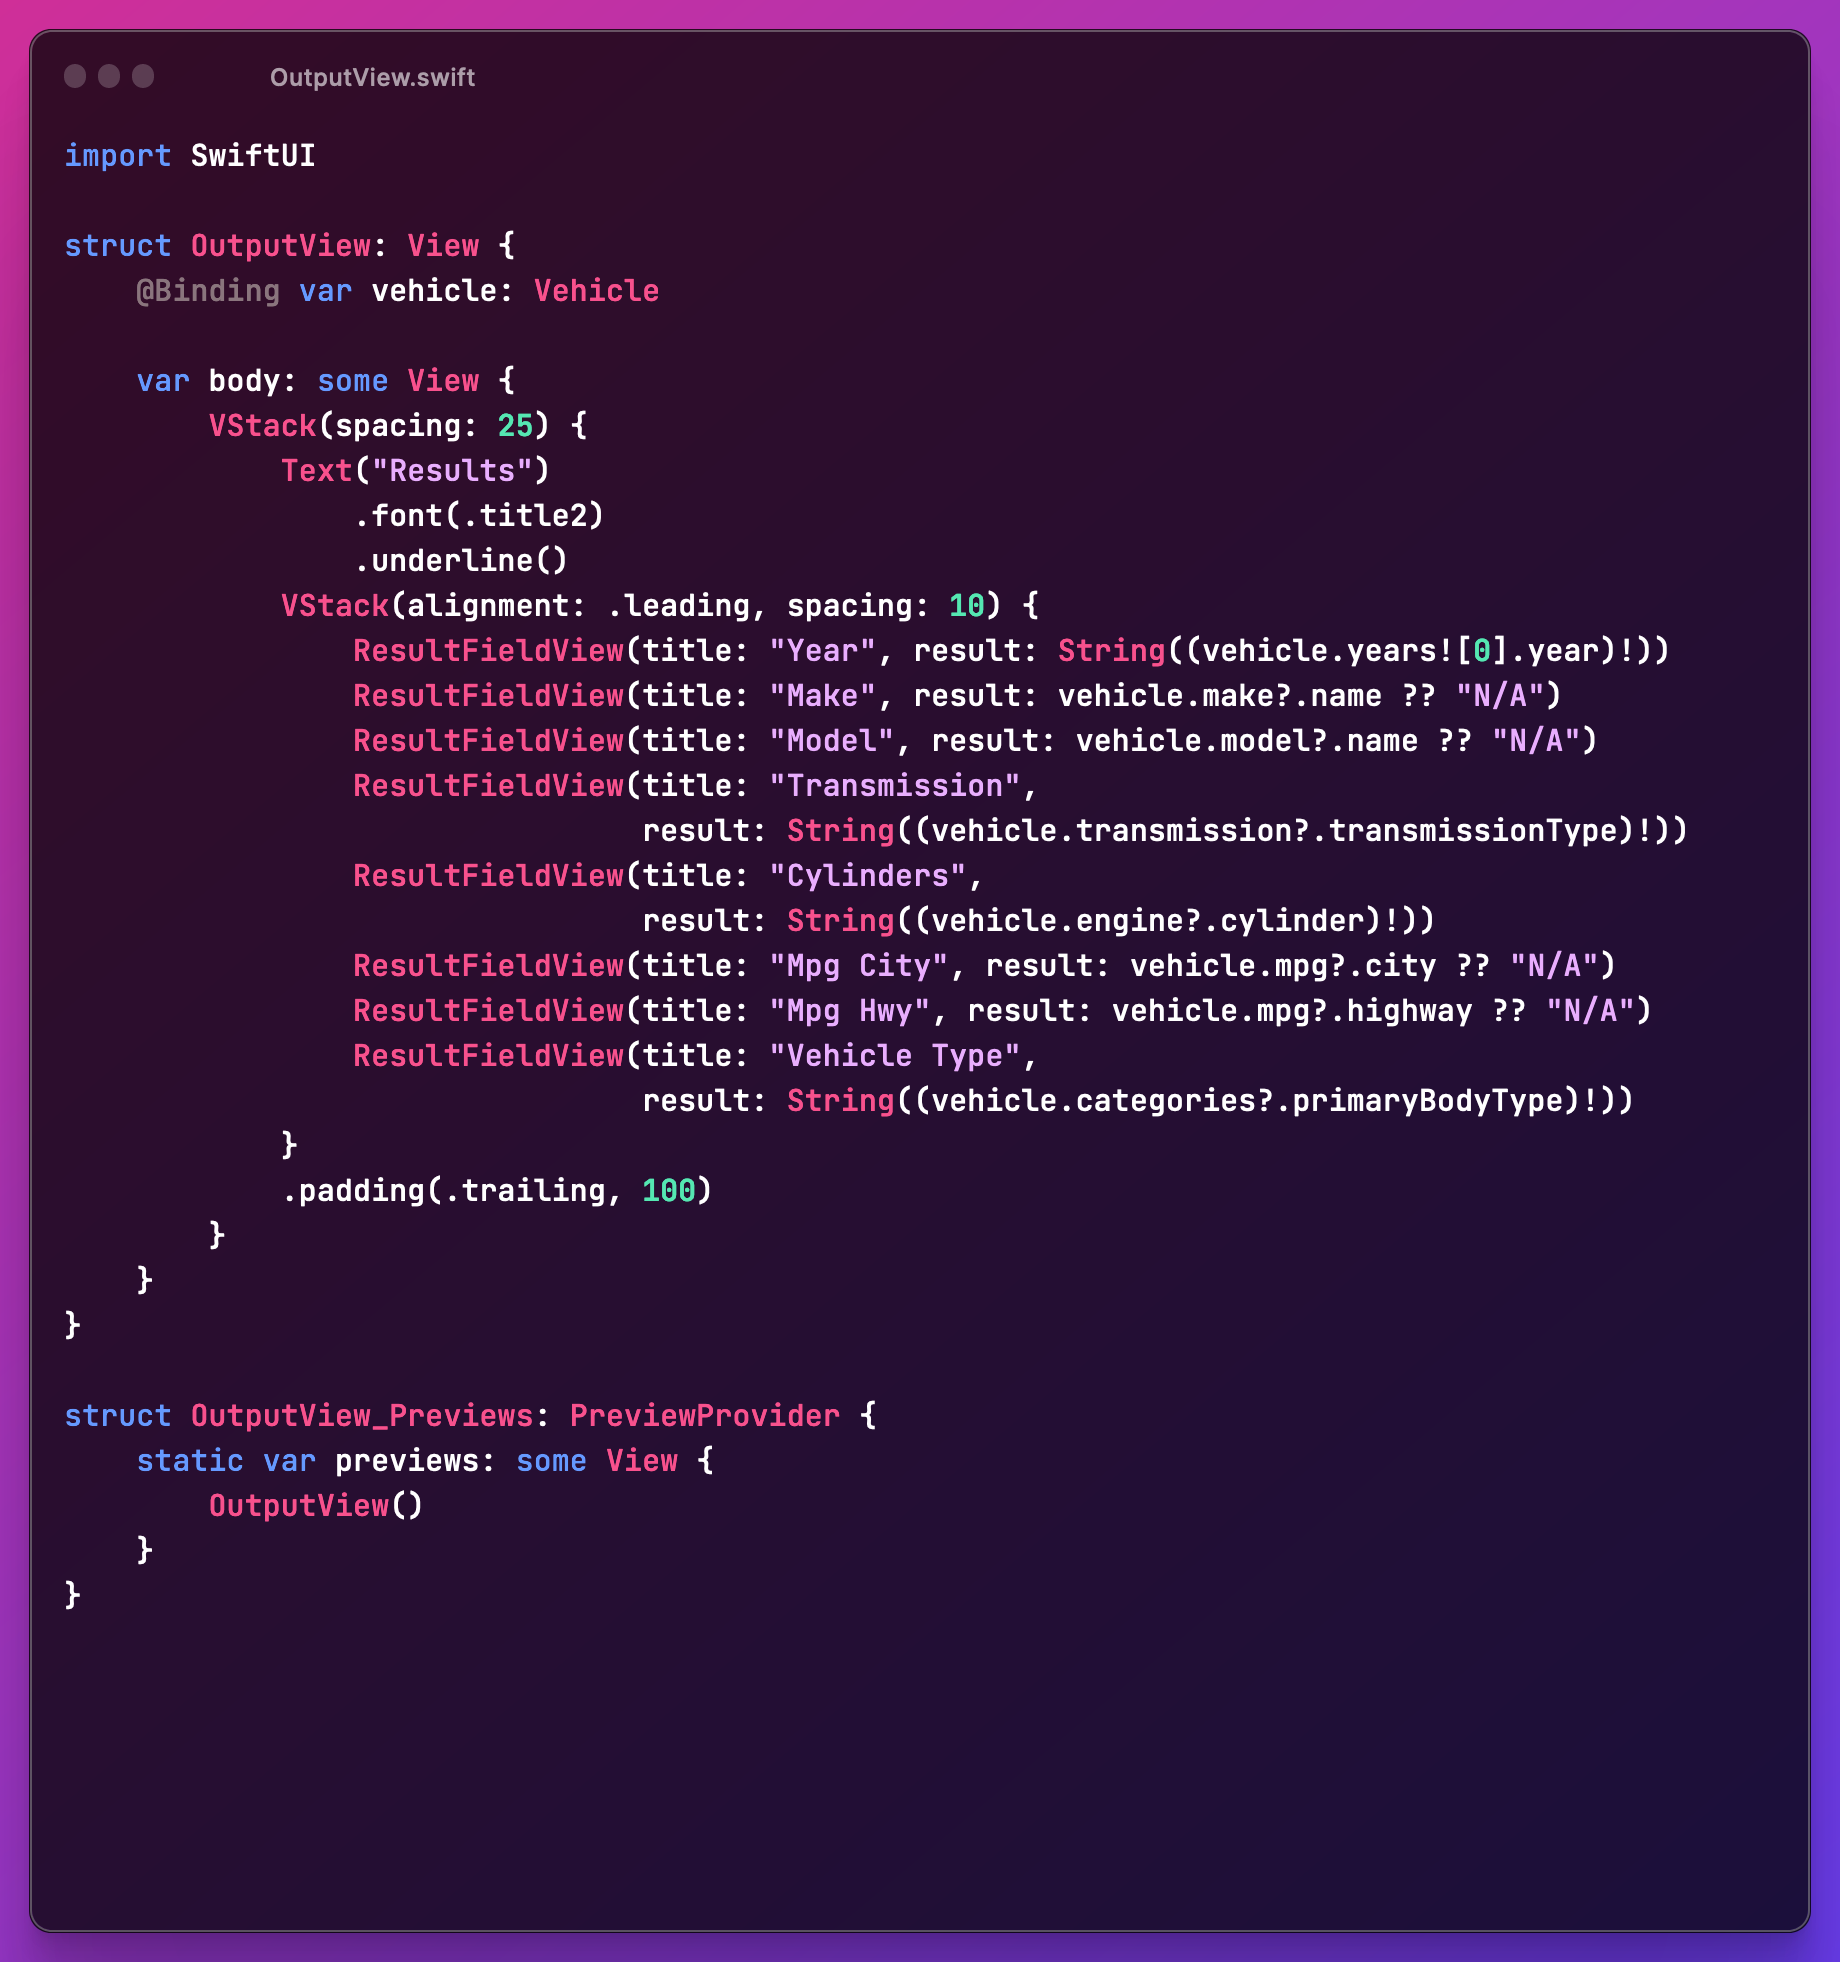 OutputView.swift
import SwiftUI
struct OutputView: View {
    @Binding var vehicle: Vehicle
    var body: some View {
        VStack(spacing: 25) {
            Text("Results")
                .font(.title2)
                .underline()
            VStack(alignment: .leading, spacing: 10) {
                ResultFieldView(title: "Year", result: String((vehicle.years![0].year)!))
                ResultFieldView(title: "Make", result: vehicle.make?.name ?? "N/A")
                ResultFieldView(title: "Model", result: vehicle.model?.name ?? "N/A")
                ResultFieldView(title: "Transmission",
                                result: String((vehicle.transmission?.transmissionType)!))
                ResultFieldView(title: "Cylinders",
                                result: String((vehicle.engine?.cylinder)!))
                ResultFieldView(title: "Mpg City", result: vehicle.mpg?.city ?? "N/A")
                ResultFieldView(title: "Mpg Hwy", result: vehicle.mpg?.highway ?? "N/A")
                ResultFieldView(title: "Vehicle Type",
                                result: String((vehicle.categories?.primaryBodyType)!))
            }
            .padding(.trailing, 100)
        }
    }
}
struct OutputView_Previews: PreviewProvider {
    static var previews: some View {
        OutputView()
    }
}